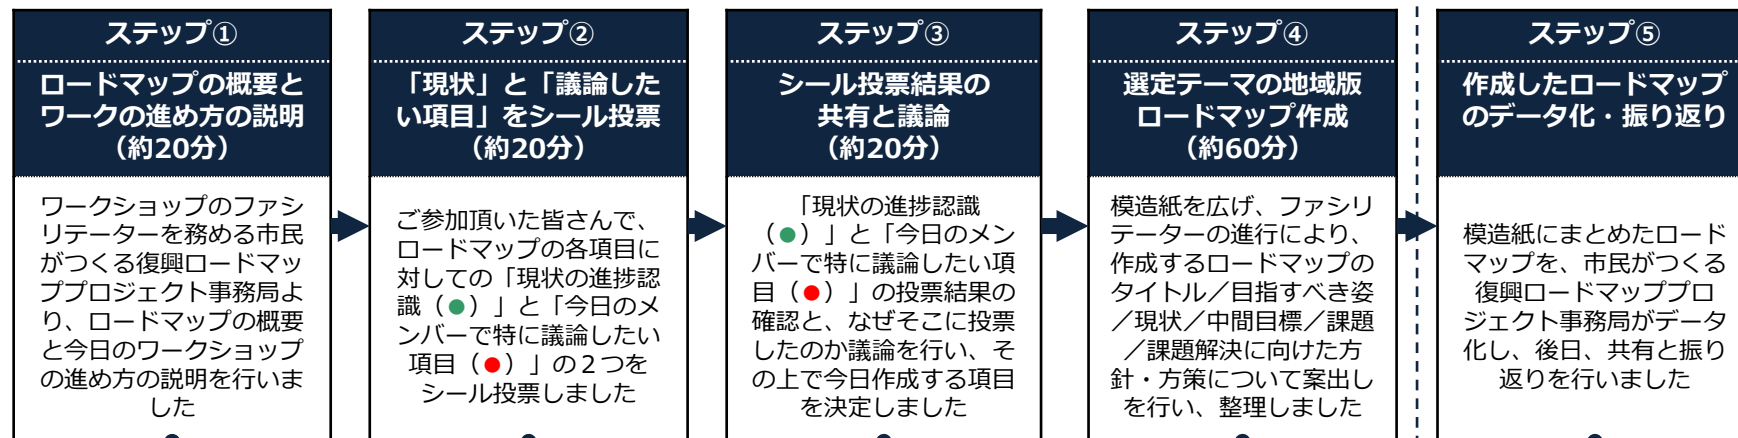 ステップ①
ロードマップの概要と
ワークの進め方の説明
（約20分）
ワークショップのファシ
リテーターを務める市民
がつくる復興ロードマッ
ププロジェクト事務局よ
り、ロードマップの概要
と今日のワークショップ
の進め方の説明を行いま
した
ステップ②
「現状」と「議論した
い項目」をシール投票
（約20分）
ご参加頂いた皆さんで、
ロードマップの各項目に
対しての「現状の進捗認
識（●）」と「今日のメ
ンバーで特に議論したい
項目（●）」の２つを
シール投票しました
ステップ③
シール投票結果の
共有と議論
（約20分）
「現状の進捗認識
（●）」と「今日のメン
バーで特に議論したい項
目（●）」の投票結果の
確認と、なぜそこに投票
したのか議論を行い、そ
の上で今日作成する項目
を決定しました
ステップ④
選定テーマの地域版
ロードマップ作成
（約60分）
模造紙を広げ、ファシリ
テーターの進行により、
作成するロードマップの
タイトル／目指すべき姿
／現状／中間目標／課題
／課題解決に向けた方
針・方策について案出し
を行い、整理しました
ステップ⑤
作成したロードマップ
のデータ化・振り返り
模造紙にまとめたロード
マップを、市民がつくる
復興ロードマッププロ
ジェクト事務局がデータ
化し、後日、共有と振り
返りを行いました